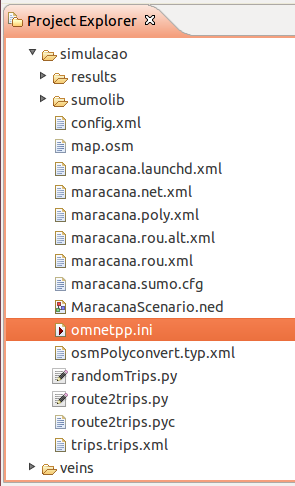 Project Explorer
simulacao
results
sumolib
config.xml
map.osm
maracana.launchd.xml
maracana.net.xml
maracana.poly.xml
maracana.rou.alt.xml
maracana.rou.xml
maracana.sumo.cfg
MaracanaScenario.ned
omnetpp.ini
osmPolyconvert.typ.xml
randomTrips.py
route2trips.py
route2trips.pyc
trips.trips.xml
veins